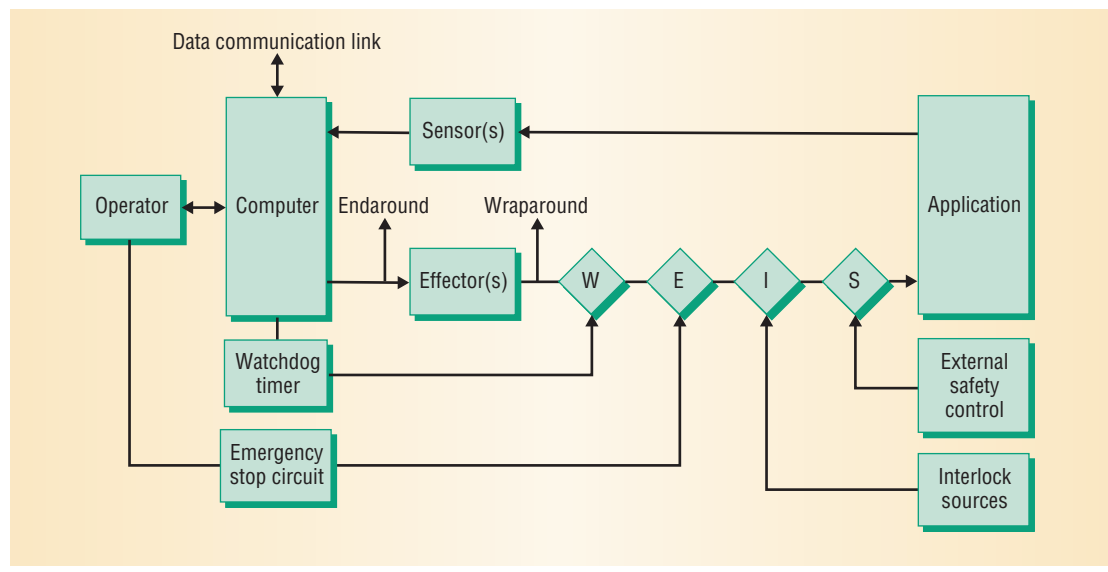 Data communication link
Sensor(s)
Operator
Computer
Endaround
Wraparound
Application
Effector(s)
W
E
I
S
Watchdog
timer
External
safety
control
Emergency
stop circuit
Interlock
sources